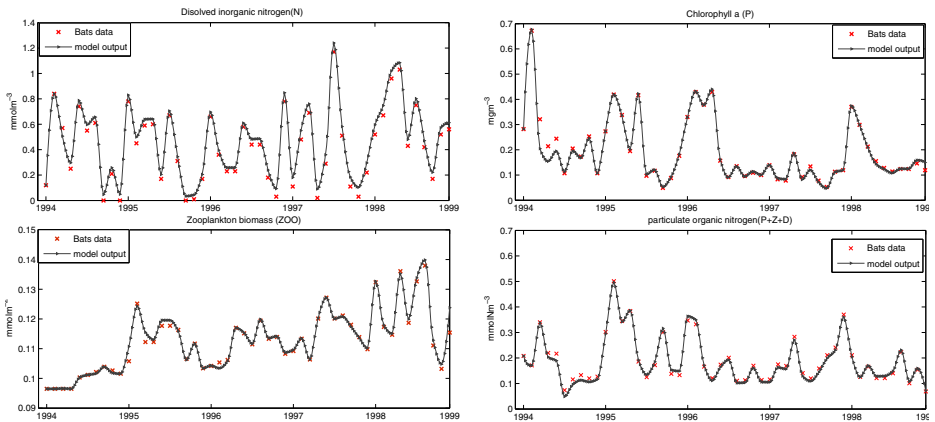 Disolved inorganic nitrogen(N)
Bats data
model output
mmolm⁻³
1.4
1.2
1
0.8
0.6
0.4
0.2
0
1994 1995 1996 1997 1998 1999
Chlorophyll a (P)
Bats data
model output
mgm⁻³
0.7
0.6
0.5
0.4
0.3
0.2
0.1
0
1994 1995 1996 1997 1998 1999
Zooplankton biomass (ZOO)
Bats data
model output
0.15
0.14
0.13
0.12
0.11
0.1
0.09
1994 1995 1996 1997 1998 1999
particulate organic nitrogen(P+Z+D)
Bats data
model output
mmolNm⁻³
0.7
0.6
0.5
0.4
0.3
0.2
0.1
0
1994 1995 1996 1997 1998 1999